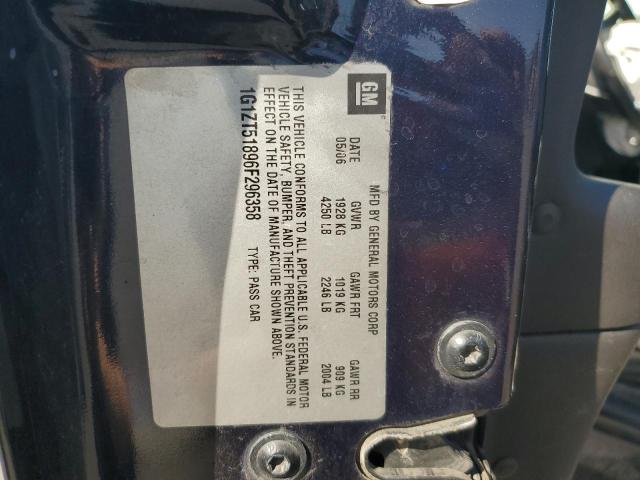 GM
MFD BY GENERAL MOTORS CORP
DATE GVWR GAWR FRT GAWR RR
05/06 1928 KG 1019 KG 909 KG
4250 LB 2246 LB 2004 LB
THIS VEHICLE CONFORMS TO ALL APPLICABLE U.S. FEDERAL MOTOR
VEHICLE SAFETY, BUMPER, AND THEFT PREVENTION STANDARDS IN
EFFECT ON THE DATE OF MANUFACTURE SHOWN ABOVE.
1G1ZT51896F296358 TYPE: PASS CAR